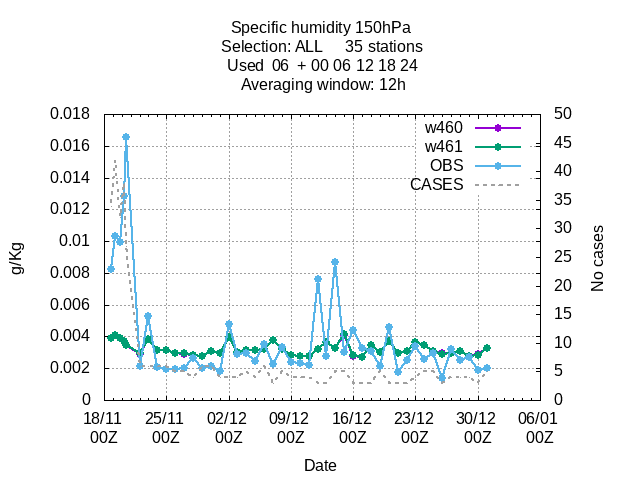 Specific humidity 150hPa
Selection: ALL 35 stations
Used 06 + 00 06 12 18 24
Averaging window: 12h
w460
w461
OBS
CASES
0.018
0.016
0.014
0.012
0.01
0.008
0.006
0.004
0.002
0
50
45
40
35
30
25
20
15
10
5
0
g/Kg
No cases
18/11 25/11 02/12 09/12 16/12 23/12 30/12 06/01
00Z 00Z 00Z 00Z 00Z 00Z 00Z 00Z
Date